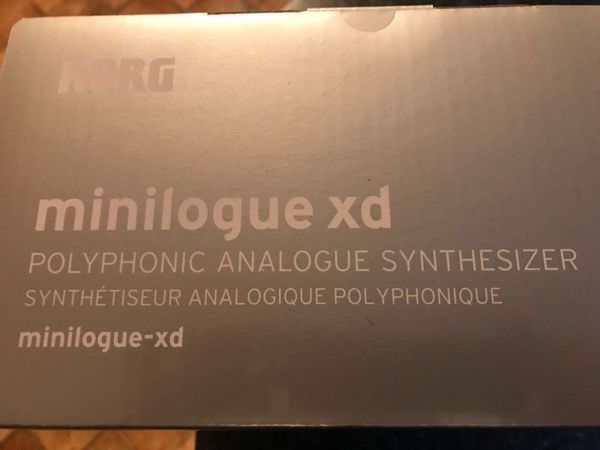 KORG
minilogue xd
POLYPHONIC ANALOGUE SYNTHESIZER
SYNTHÉTISEUR ANALOGIQUE POLYPHONIQUE
minilogue-xd